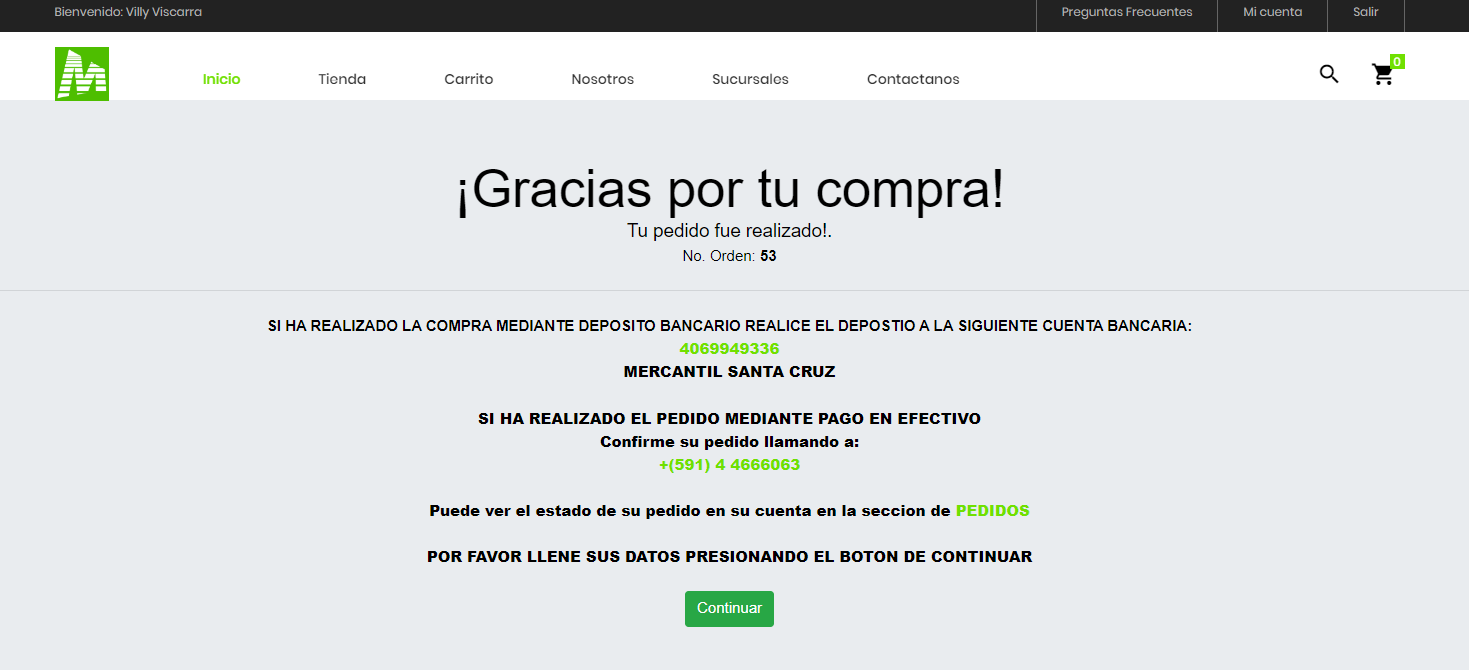 Bienvenido: Villy Viscarra
Preguntas Frecuentes
Mi cuenta
Salir
M
Inicio
Tienda
Carrito
Nosotros
Sucursales
Contactanos
0
¡Gracias por tu compra!
Tu pedido fue realizado!.
No. Orden: 53
SI HA REALIZADO LA COMPRA MEDIANTE DEPOSITO BANCARIO REALICE EL DEPOSTIO A LA SIGUIENTE CUENTA BANCARIA:
4069949336
MERCANTIL SANTA CRUZ
SI HA REALIZADO EL PEDIDO MEDIANTE PAGO EN EFECTIVO
Confirme su pedido llamando a:
+(591) 4 4666063
Puede ver el estado de su pedido en su cuenta en la seccion de PEDIDOS
POR FAVOR LLENE SUS DATOS PRESIONANDO EL BOTON DE CONTINUAR
Continuar